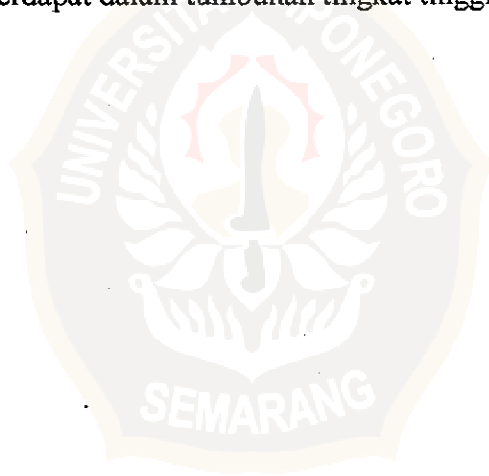 terdapat dalam tumbuhan tingkat tinggi
UNIVERSITAS DIPONEGORO
SEMARANG